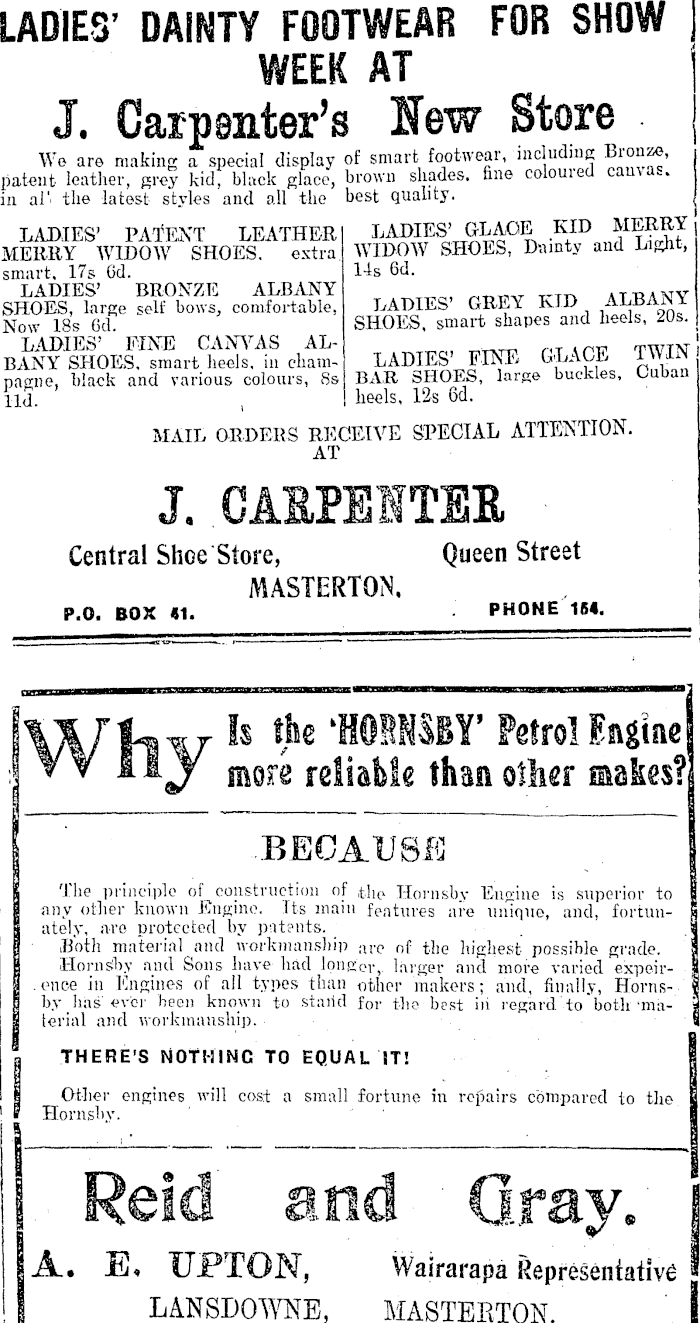 LADIES' DAINTY FOOTWEAR FOR SHOW
WEEK AT
J. Carpenter's New Store
We are making a special display of smart footwear, including Bronze,
patent leather, grey kid, black glace, brown shades, fine coloured canvas,
in all the latest styles and all the best quality.
LADIES' PATENT LEATHER
MERRY WIDOW SHOES, extra
smart, 17s 6d.
LADIES' BRONZE ALBANY
SHOES, large self bows, comfortable,
Now 18s 6d.
LADIES' FINE CANVAS AL-
BANY SHOES, smart heels, in cham-
pagne, black and various colours, 8s
11d.
LADIES' GLACE KID MERRY
WIDOW SHOES, Dainty and Light,
14s 6d.
LADIES' GREY KID ALBANY
SHOES, smart shapes and heels, 20s.
LADIES' FINE GLACE TWIN
BAR SHOES, large buckles, Cuban
heels, 12s 6d.
MAIL ORDERS RECEIVE SPECIAL ATTENTION.
AT
J. CARPENTER
Central Shoe Store, Queen Street
MASTERTON.
P.O. BOX 41. PHONE 154.
Why Is the 'HORNSBY' Petrol Engine
more reliable than other makes?
BECAUSE
The principle of construction of the Hornsby Engine is superior to
any other known Engine. Its main features are unique, and, fortun-
ately, are protected by patents.
Both material and workmanship are of the highest possible grade.
Hornsby and Sons have had longer, larger and more varied expeir-
ence in Engines of all types than other makers; and, finally, Horns-
by has ever been known to stand for the best in regard to both ma-
terial and workmanship.
THERE'S NOTHING TO EQUAL IT!
Other engines will cost a small fortune in repairs compared to the
Hornsby.
Reid and Gray.
A. E. UPTON, Wairarapa Representative
LANSDOWNE, MASTERTON.